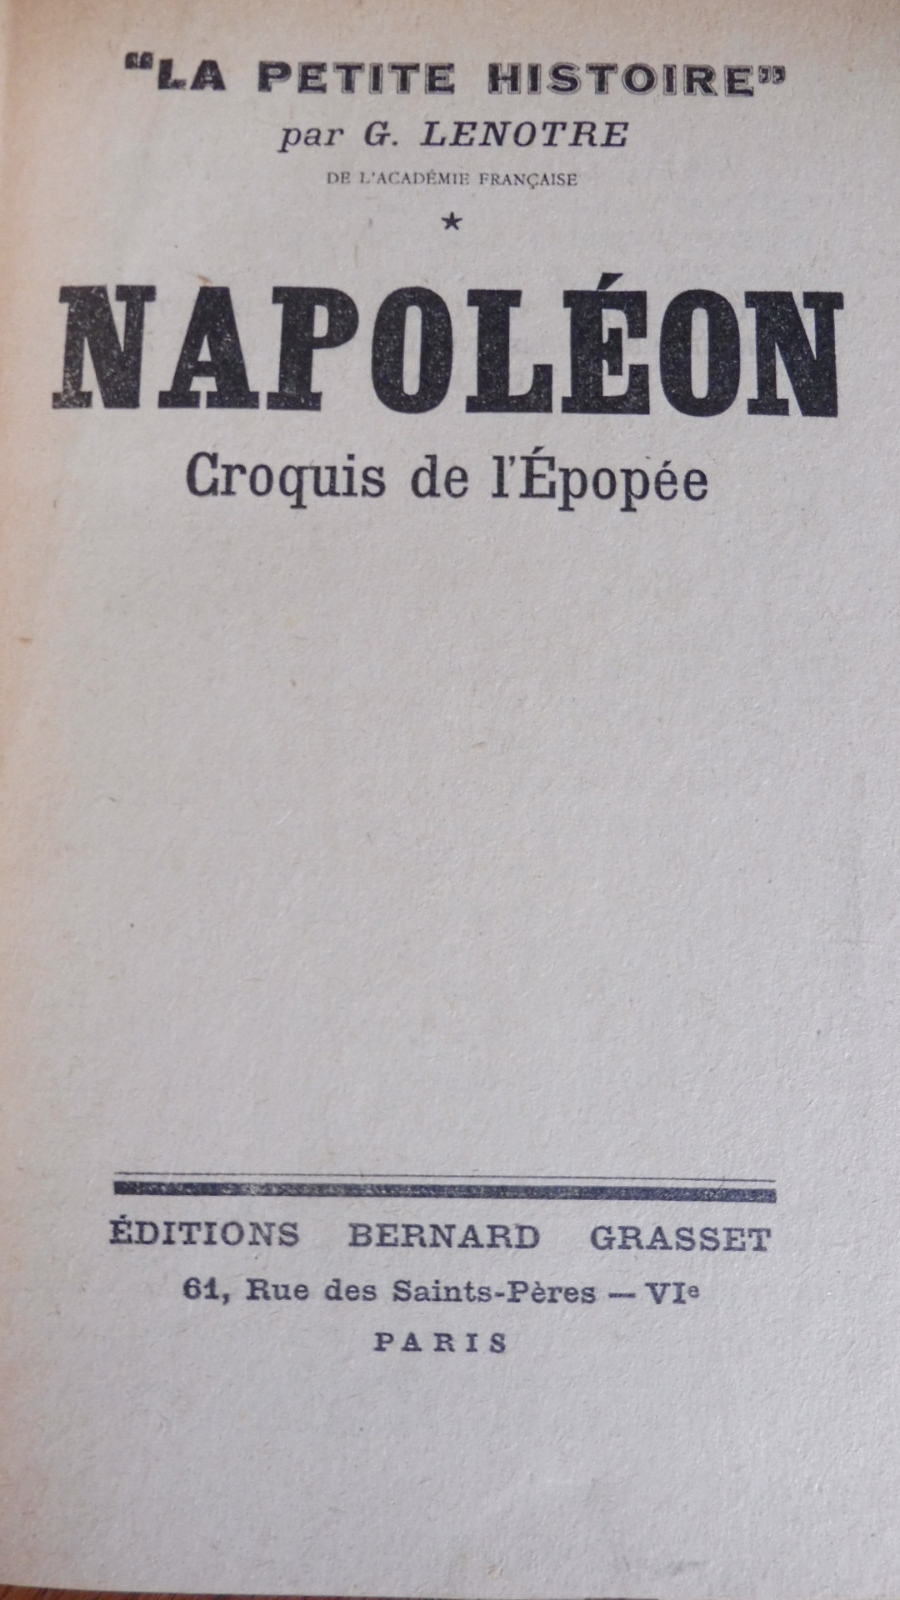 "LA PETITE HISTOIRE"
par G. LENOTRE
DE L'ACADÉMIE FRANÇAISE
★
NAPOLÉON
Croquis de l'Épopée
ÉDITIONS BERNARD GRASSET
61, Rue des Saints-Pères — VIᵉ
PARIS